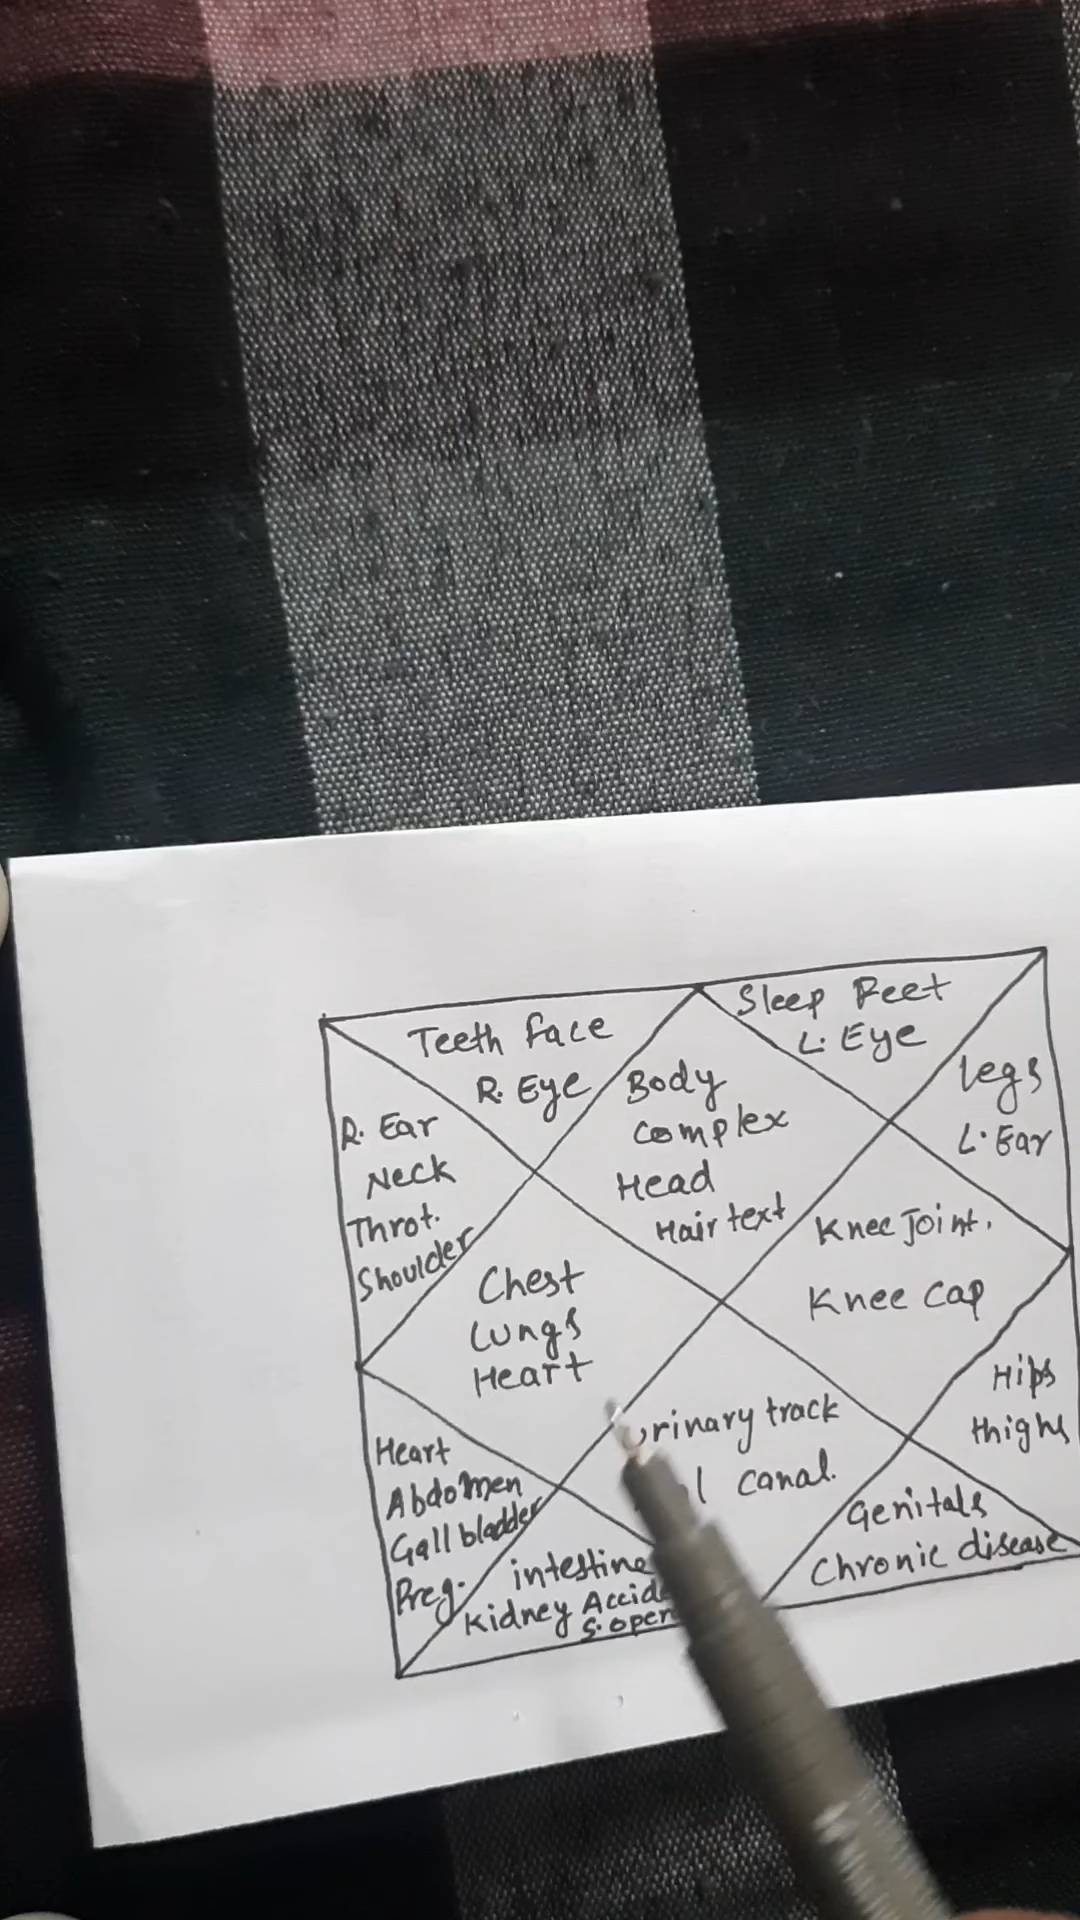 Teeth face
R. Eye
Sleep Feet
L. Eye
Body
complex
Head
Hair text
Legs
L. Ear
R. Ear
Neck
Throt.
Shoulder
Chest
Lungs
Heart
Knee Joint.
Knee cap
Hips
thighs
rinary track
canal.
Heart
Abdomen
Gall bladder
Preg.
intestine
Kidney Accid
S. oper
Genitals
Chronic disease